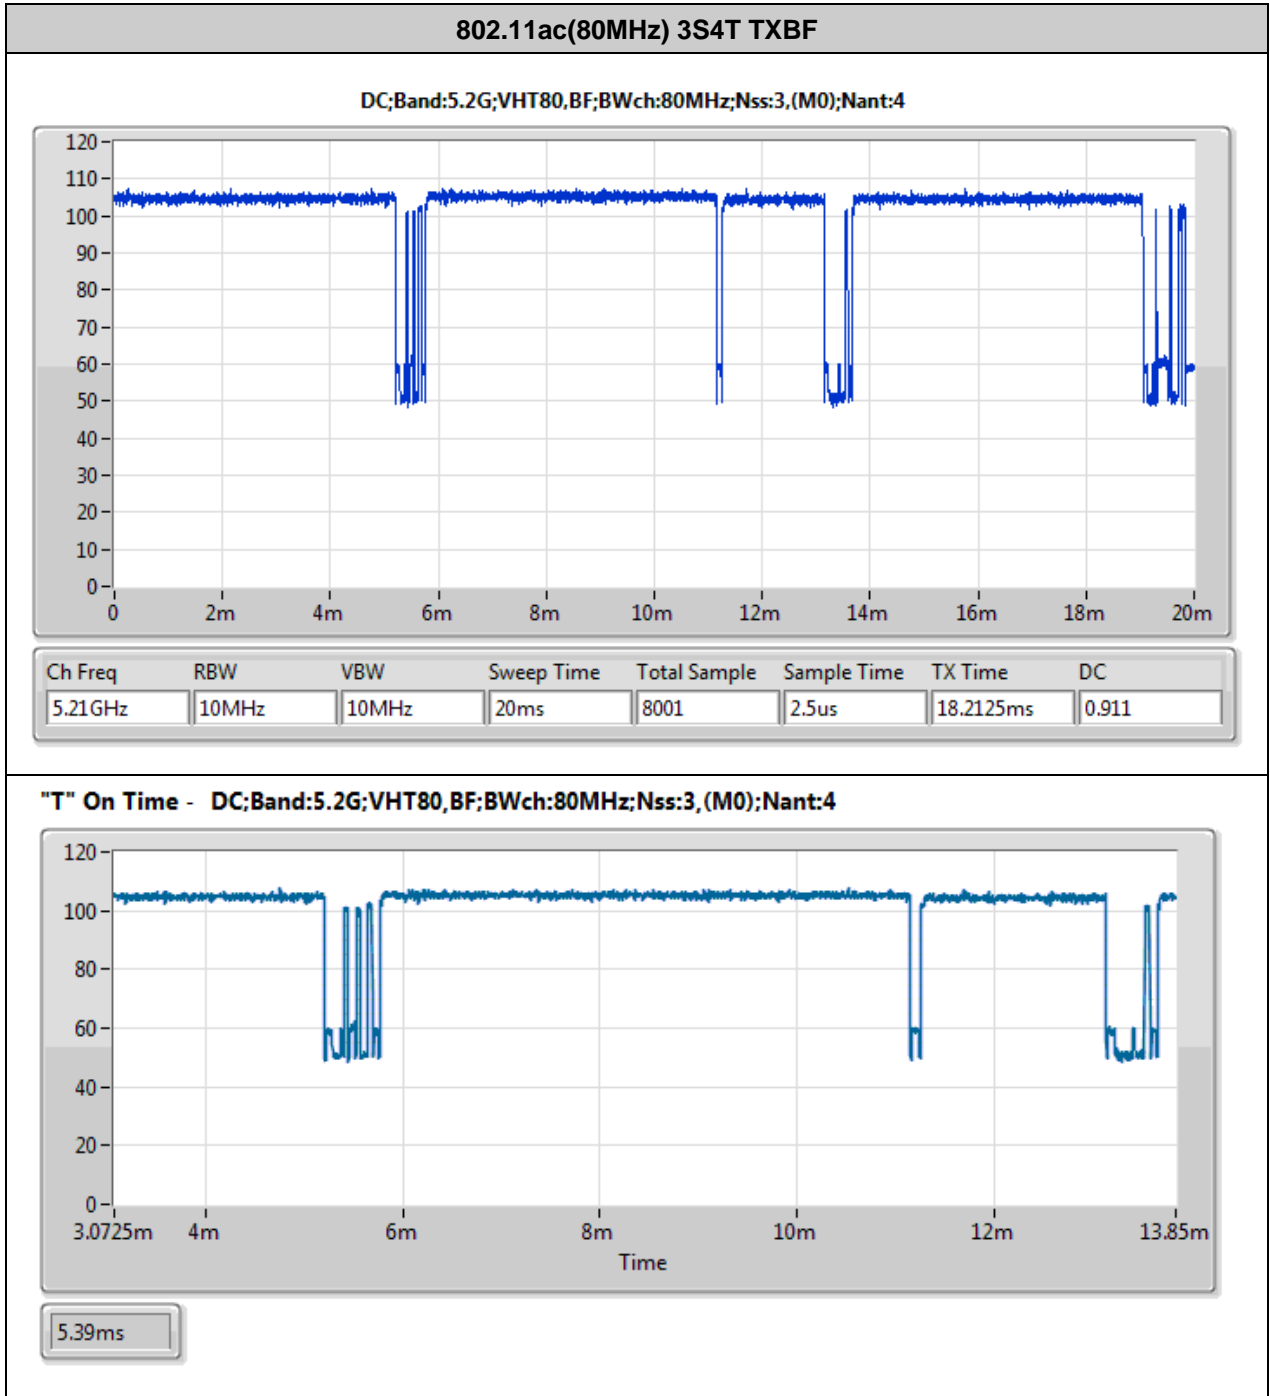 802.11ac(80MHz) 3S4T TXBF
DC;Band:5.2G;VHT80,BF;BWch:80MHz;Nss:3,(M0);Nant:4
120
110
100
90
80
70
60
50
40
30
20
10
0
0 2m 4m 6m 8m 10m 12m 14m 16m 18m 20m
Ch Freq RBW VBW Sweep Time Total Sample Sample Time TX Time DC
5.21GHz 10MHz 10MHz 20ms 8001 2.5us 18.2125ms 0.911
"T" On Time - DC;Band:5.2G;VHT80,BF;BWch:80MHz;Nss:3,(M0);Nant:4
120
100
80
60
40
20
0
3.0725m 4m 6m 8m 10m 12m 13.85m
Time
5.39ms